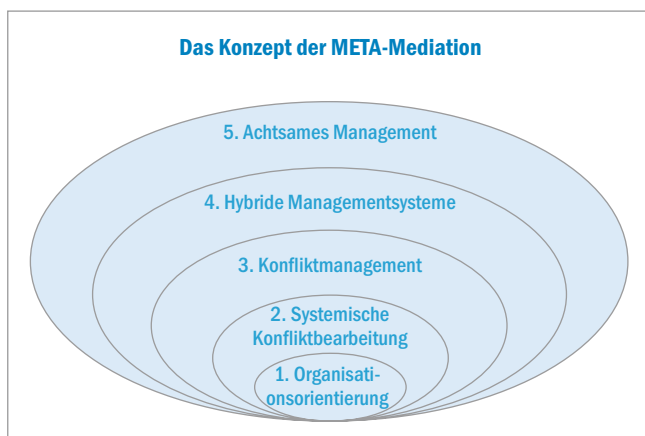 Das Konzept der META-Mediation
5. Achtsames Management
4. Hybride Managementsysteme
3. Konfliktmanagement
2. Systemische
Konfliktbearbeitung
1. Organisati-
onsorientierung